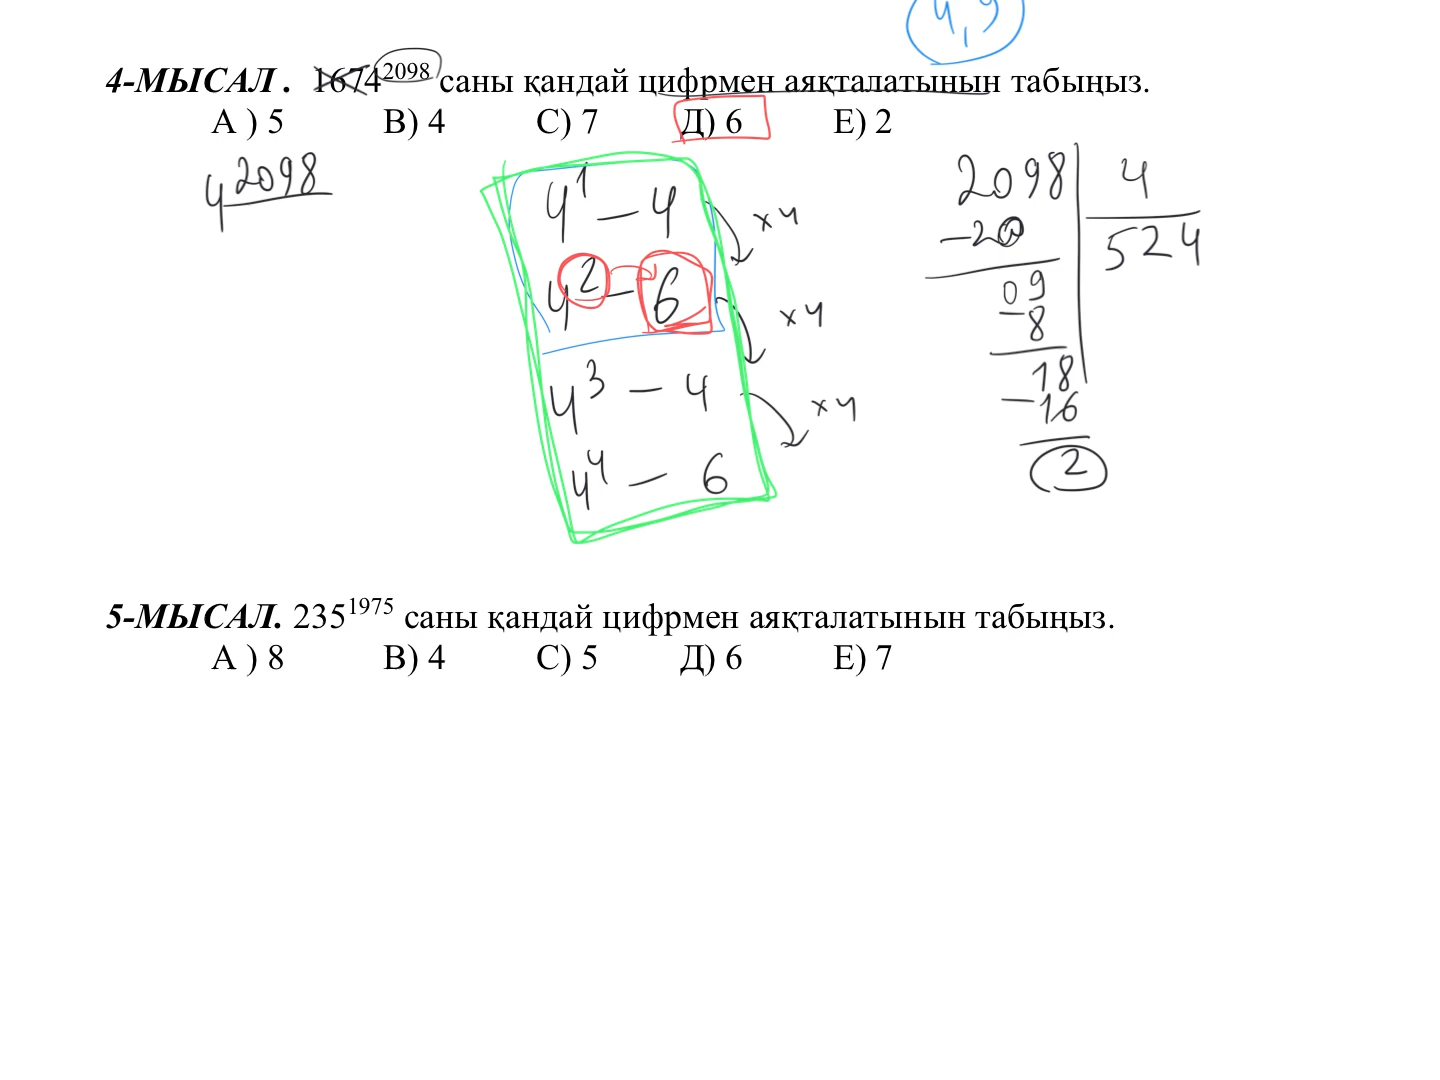 4,9
4-МЫСАЛ . 1674^2098 саны қандай цифрмен аяқталатынын табыңыз.
А ) 5 В) 4 С) 7 Д) 6 Е) 2
4^2098
4^1 – 4 ×4
4^2 – 6 ×4
4^3 – 4 ×4
4^4 – 6
2098 | 4
–20 524
09
–8
18
–16
2
5-МЫСАЛ. 235^1975 саны қандай цифрмен аяқталатынын табыңыз.
А ) 8 В) 4 С) 5 Д) 6 Е) 7